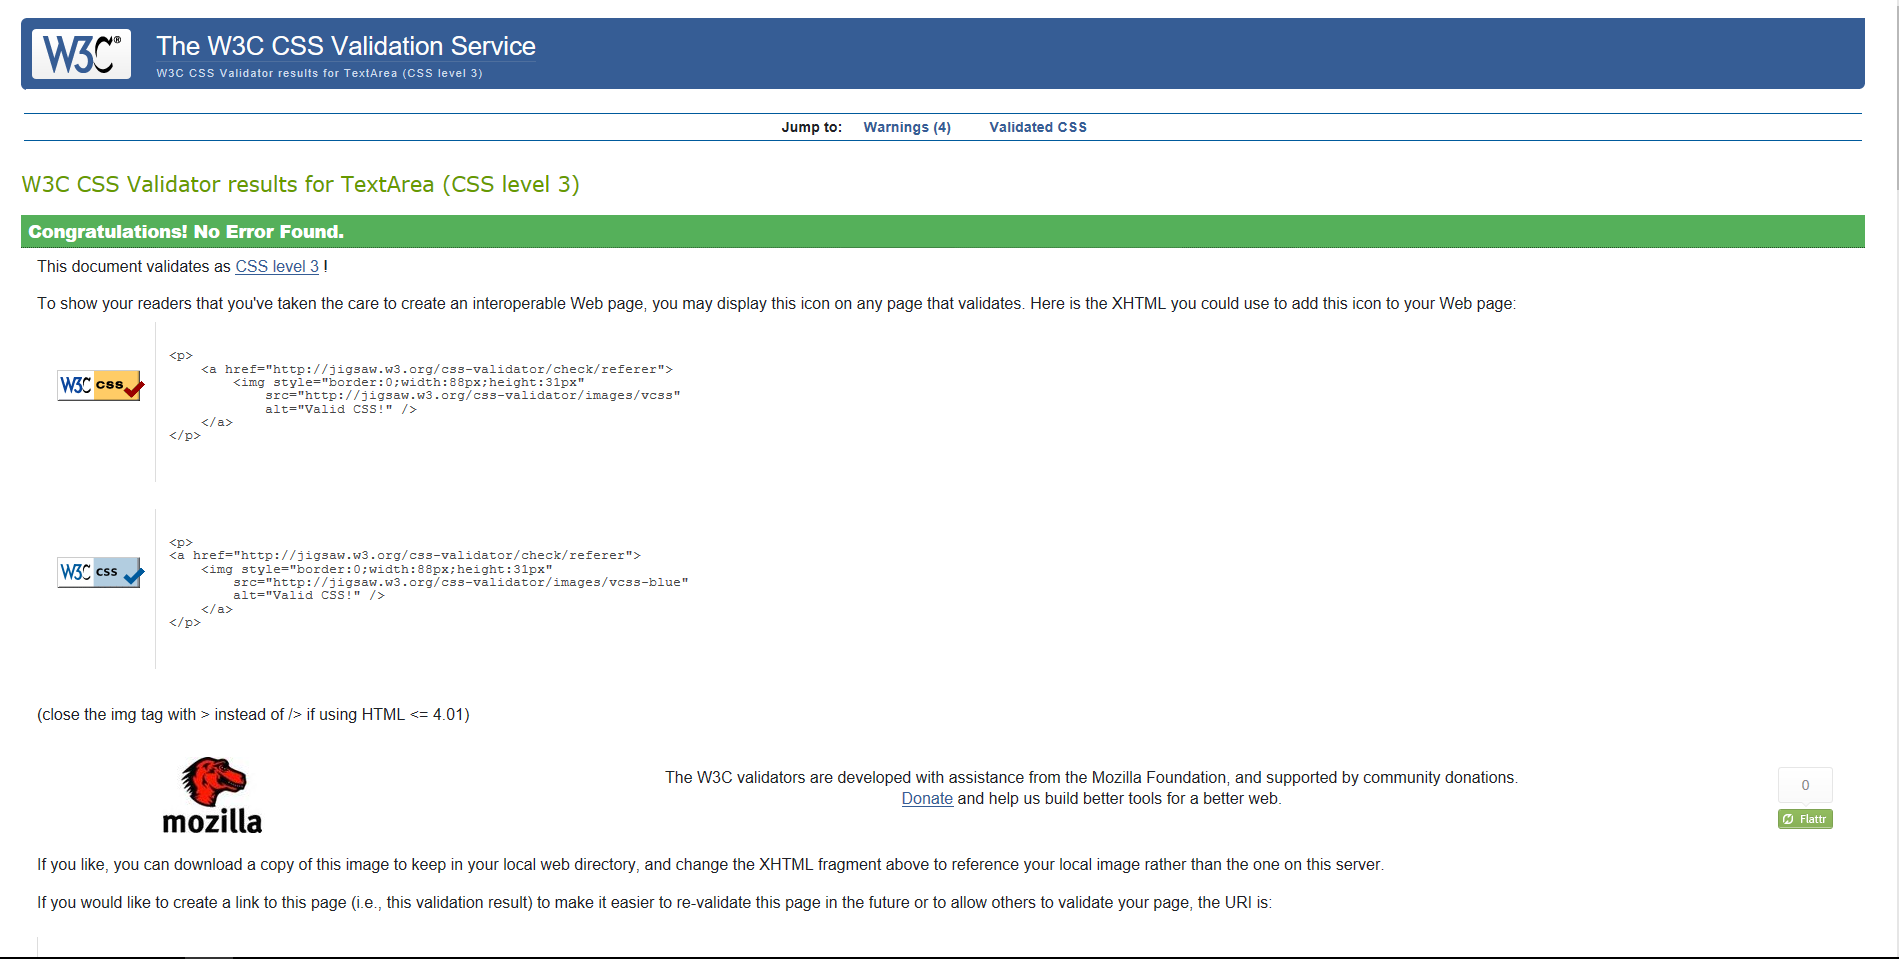 W3C®
The W3C CSS Validation Service
W3C CSS Validator results for TextArea (CSS level 3)
Jump to: Warnings (4) Validated CSS
W3C CSS Validator results for TextArea (CSS level 3)
Congratulations! No Error Found.
This document validates as CSS level 3 !
To show your readers that you've taken the care to create an interoperable Web page, you may display this icon on any page that validates. Here is the XHTML you could use to add this icon to your Web page:
W3C css
<p>
    <a href="http://jigsaw.w3.org/css-validator/check/referer">
        <img style="border:0;width:88px;height:31px"
            src="http://jigsaw.w3.org/css-validator/images/vcss"
            alt="Valid CSS!" />
    </a>
</p>
W3C css
<p>
<a href="http://jigsaw.w3.org/css-validator/check/referer">
    <img style="border:0;width:88px;height:31px"
        src="http://jigsaw.w3.org/css-validator/images/vcss-blue"
        alt="Valid CSS!" />
    </a>
</p>
(close the img tag with > instead of /> if using HTML <= 4.01)
mozilla
The W3C validators are developed with assistance from the Mozilla Foundation, and supported by community donations.
Donate and help us build better tools for a better web.
0
Flattr
If you like, you can download a copy of this image to keep in your local web directory, and change the XHTML fragment above to reference your local image rather than the one on this server.
If you would like to create a link to this page (i.e., this validation result) to make it easier to re-validate this page in the future or to allow others to validate your page, the URI is: